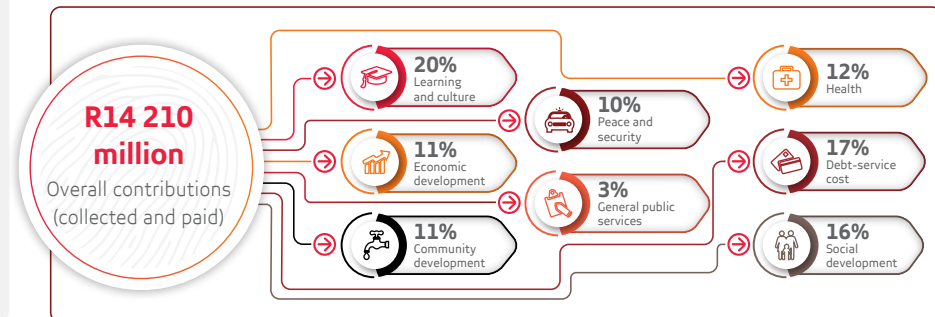 R14 210
million
Overall contributions
(collected and paid)
20%
Learning
and culture
11%
Economic
development
11%
Community
development
10%
Peace and
security
3%
General public
services
12%
Health
17%
Debt-service
cost
16%
Social
development